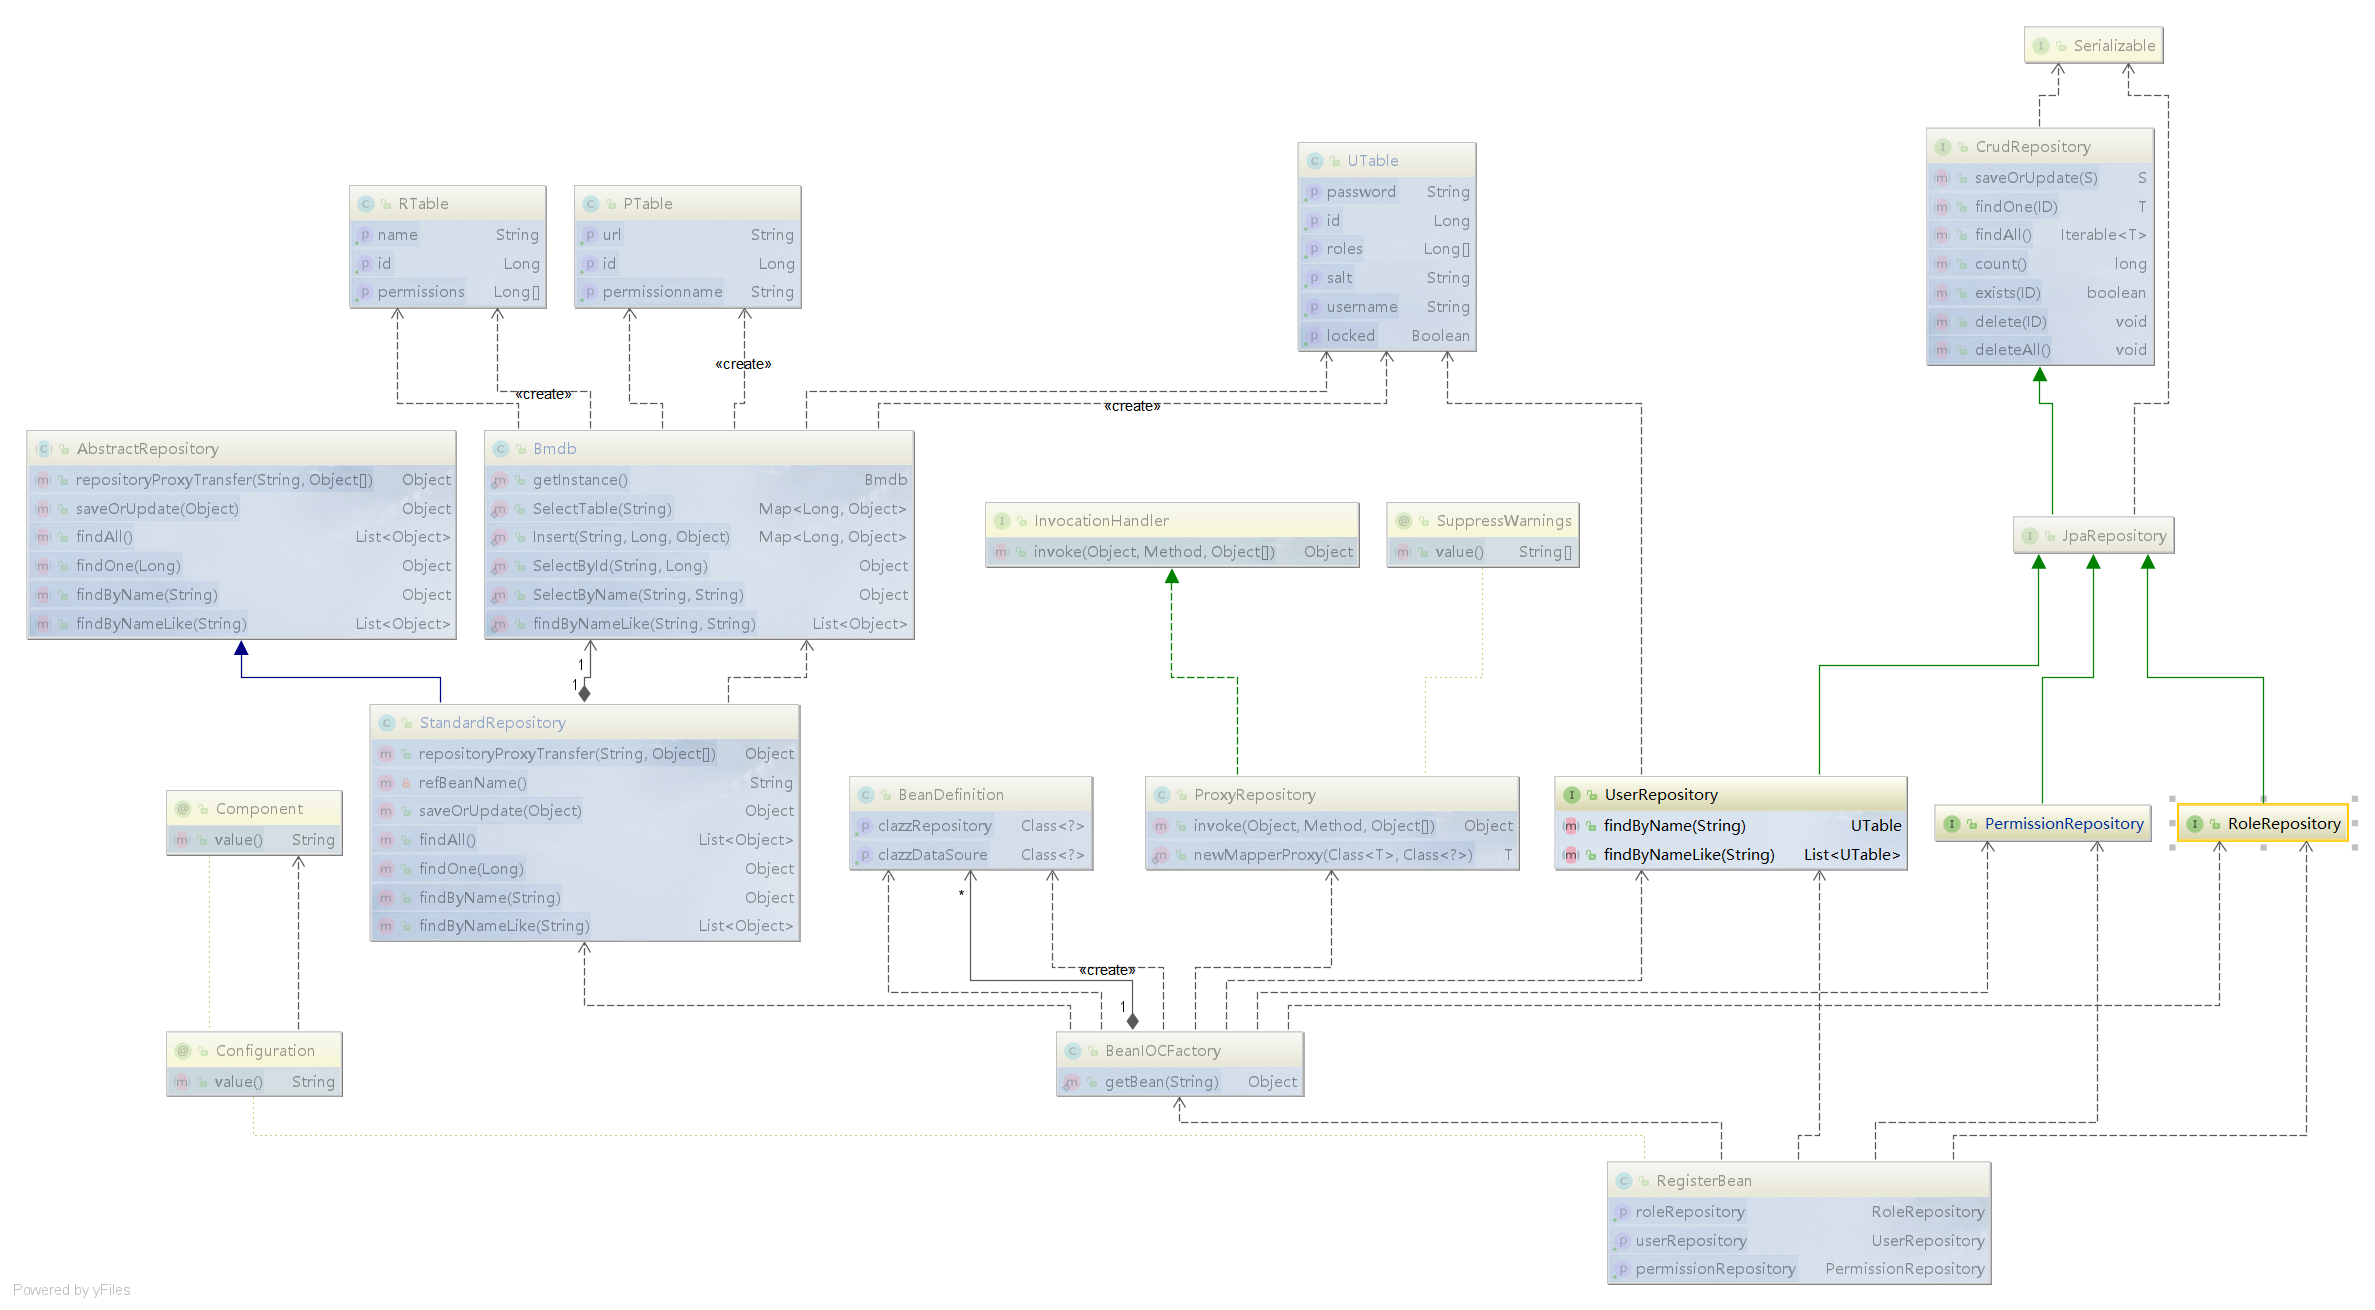 Serializable
CrudRepository
saveOrUpdate(S) S
findOne(ID) T
findAll() Iterable<T>
count() long
exists(ID) boolean
delete(ID) void
deleteAll() void
UTable
password String
id Long
roles Long[]
salt String
username String
locked Boolean
RTable
name String
id Long
permissions Long[]
PTable
url String
id Long
permissionname String
«create»
«create»
«create»
AbstractRepository
repositoryProxyTransfer(String, Object[]) Object
saveOrUpdate(Object) Object
findAll() List<Object>
findOne(Long) Object
findByName(String) Object
findByNameLike(String) List<Object>
Bmdb
getInstance() Bmdb
SelectTable(String) Map<Long, Object>
Insert(String, Long, Object) Map<Long, Object>
SelectById(String, Long) Object
SelectByName(String, String) Object
findByNameLike(String, String) List<Object>
InvocationHandler
invoke(Object, Method, Object[]) Object
SuppressWarnings
value() String[]
JpaRepository
1
1
StandardRepository
repositoryProxyTransfer(String, Object[]) Object
refBeanName() String
saveOrUpdate(Object) Object
findAll() List<Object>
findOne(Long) Object
findByName(String) Object
findByNameLike(String) List<Object>
Component
value() String
BeanDefinition
clazzRepository Class<?>
clazzDataSoure Class<?>
ProxyRepository
invoke(Object, Method, Object[]) Object
newMapperProxy(Class<T>, Class<?>) T
UserRepository
findByName(String) UTable
findByNameLike(String) List<UTable>
PermissionRepository
RoleRepository
*
«create»
1
Configuration
value() String
BeanIOCFactory
getBean(String) Object
RegisterBean
roleRepository RoleRepository
userRepository UserRepository
permissionRepository PermissionRepository
Powered by yFiles